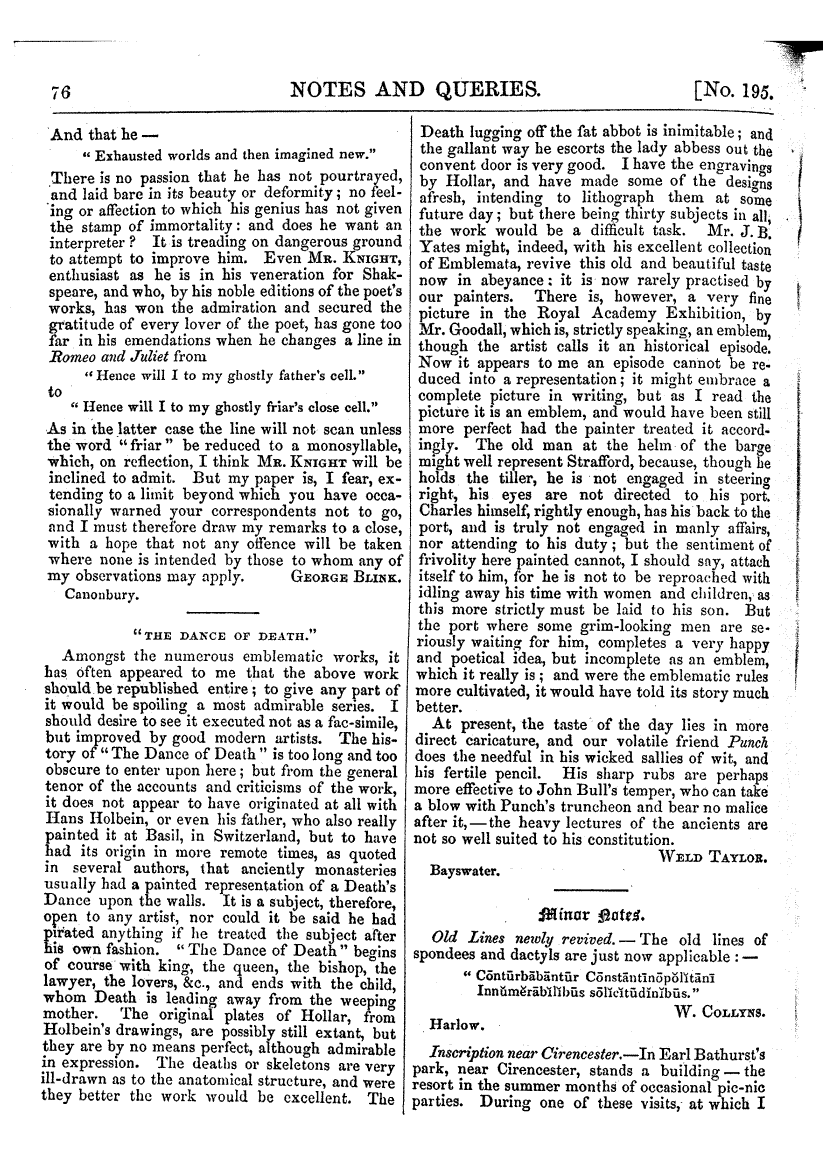 76 NOTES AND QUERIES. [No. 195.
And that he —
“ Exhausted worlds and then imagined new.”
There is no passion that he has not pourtrayed,
and laid bare in its beauty or deformity; no feel-
ing or affection to which his genius has not given
the stamp of immortality: and does he want an
interpreter? It is treading on dangerous ground
to attempt to improve him. Even MR. KNIGHT,
enthusiast as he is in his veneration for Shak-
speare, and who, by his noble editions of the poet's
works, has won the admiration and secured the
gratitude of every lover of the poet, has gone too
far in his emendations when he changes a line in
Romeo and Juliet from
“ Hence will I to my ghostly father's cell.”
to
“ Hence will I to my ghostly friar's close cell.”
As in the latter case the line will not scan unless
the word “friar” be reduced to a monosyllable,
which, on reflection, I think MR. KNIGHT will be
inclined to admit. But my paper is, I fear, ex-
tending to a limit beyond which you have occa-
sionally warned your correspondents not to go,
and I must therefore draw my remarks to a close,
with a hope that not any offence will be taken
where none is intended by those to whom any of
my observations may apply. GEORGE BLINK.
Canonbury.
“THE DANCE OF DEATH.”
Amongst the numerous emblematic works, it
has often appeared to me that the above work
should be republished entire; to give any part of
it would be spoiling a most admirable series. I
should desire to see it executed not as a fac-simile,
but improved by good modern artists. The his-
tory of “The Dance of Death” is too long and too
obscure to enter upon here; but from the general
tenor of the accounts and criticisms of the work,
it does not appear to have originated at all with
Hans Holbein, or even his father, who also really
painted it at Basil, in Switzerland, but to have
had its origin in more remote times, as quoted
in several authors, that anciently monasteries
usually had a painted representation of a Death's
Dance upon the walls. It is a subject, therefore,
open to any artist, nor could it be said he had
pirated anything if he treated the subject after
his own fashion. “The Dance of Death” begins
of course with king, the queen, the bishop, the
lawyer, the lovers, &c., and ends with the child,
whom Death is leading away from the weeping
mother. The original plates of Hollar, from
Holbein's drawings, are possibly still extant, but
they are by no means perfect, although admirable
in expression. The deaths or skeletons are very
ill-drawn as to the anatomical structure, and were
they better the work would be excellent. The
Death lugging off the fat abbot is inimitable; and
the gallant way he escorts the lady abbess out the
convent door is very good. I have the engravings
by Hollar, and have made some of the designs
afresh, intending to lithograph them at some
future day; but there being thirty subjects in all,
the work would be a difficult task. Mr. J. B.
Yates might, indeed, with his excellent collection
of Emblemata, revive this old and beautiful taste
now in abeyance: it is now rarely practised by
our painters. There is, however, a very fine
picture in the Royal Academy Exhibition, by
Mr. Goodall, which is, strictly speaking, an emblem,
though the artist calls it an historical episode.
Now it appears to me an episode cannot be re-
duced into a representation; it might embrace a
complete picture in writing, but as I read the
picture it is an emblem, and would have been still
more perfect had the painter treated it accord-
ingly. The old man at the helm of the barge
might well represent Strafford, because, though he
holds the tiller, he is not engaged in steering
right, his eyes are not directed to his port.
Charles himself, rightly enough, has his back to the
port, and is truly not engaged in manly affairs,
nor attending to his duty; but the sentiment of
frivolity here painted cannot, I should say, attach
itself to him, for he is not to be reproached with
idling away his time with women and children, as
this more strictly must be laid to his son. But
the port where some grim-looking men are se-
riously waiting for him, completes a very happy
and poetical idea, but incomplete as an emblem,
which it really is; and were the emblematic rules
more cultivated, it would have told its story much
better.
At present, the taste of the day lies in more
direct caricature, and our volatile friend Punch
does the needful in his wicked sallies of wit, and
his fertile pencil. His sharp rubs are perhaps
more effective to John Bull's temper, who can take
a blow with Punch's truncheon and bear no malice
after it,—the heavy lectures of the ancients are
not so well suited to his constitution.
WELD TAYLOR.
Bayswater.
Minor Notes.
Old Lines newly revived. — The old lines of
spondees and dactyls are just now applicable: —
“ Cōntūrbābāntūr Cōnstāntīnōpŏlĭtānī
Innŭmĕrābĭlĭbūs sōlĭcĭtūdĭnĭbūs.”
W. COLLYNS.
Harlow.
Inscription near Cirencester.—In Earl Bathurst's
park, near Cirencester, stands a building — the
resort in the summer months of occasional pic-nic
parties. During one of these visits, at which I